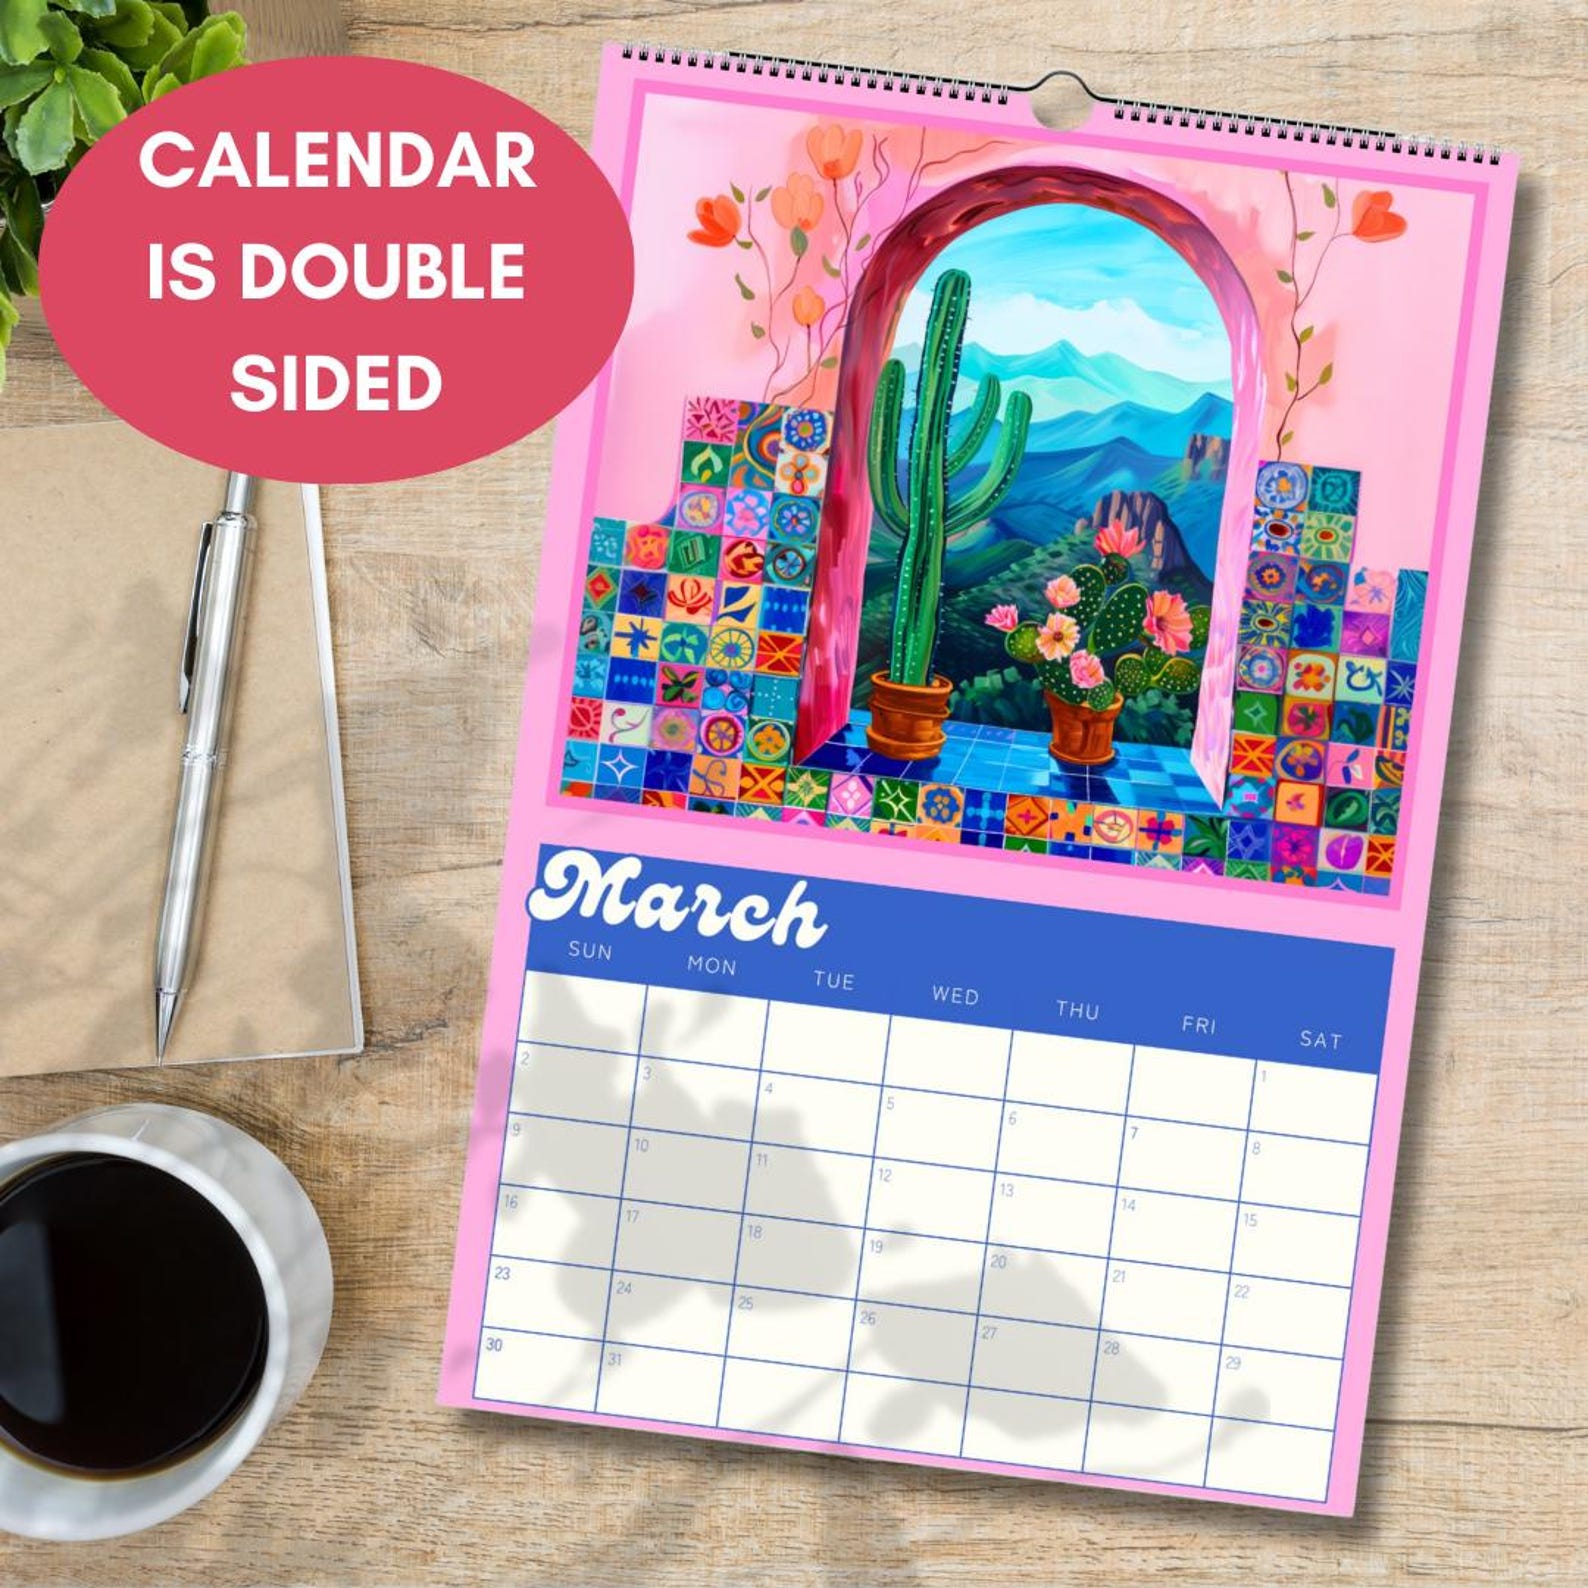 CALENDAR
IS DOUBLE
SIDED
March
SUN MON TUE WED THU FRI SAT
1
2 3 4 5 6 7 8
9 10 11 12 13 14 15
16 17 18 19 20 21 22
23 24 25 26 27 28 29
30 31